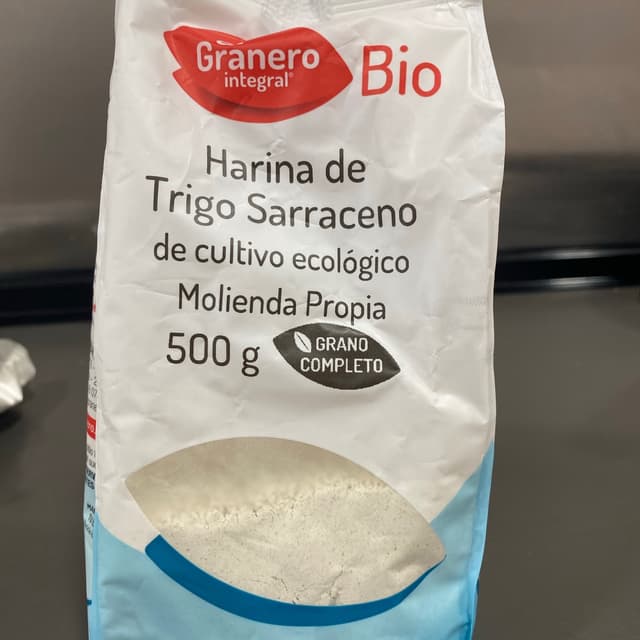 Granero
integral®
Bio
Harina de
Trigo Sarraceno
de cultivo ecológico
Molienda Propia
500 g
GRANO
COMPLETO